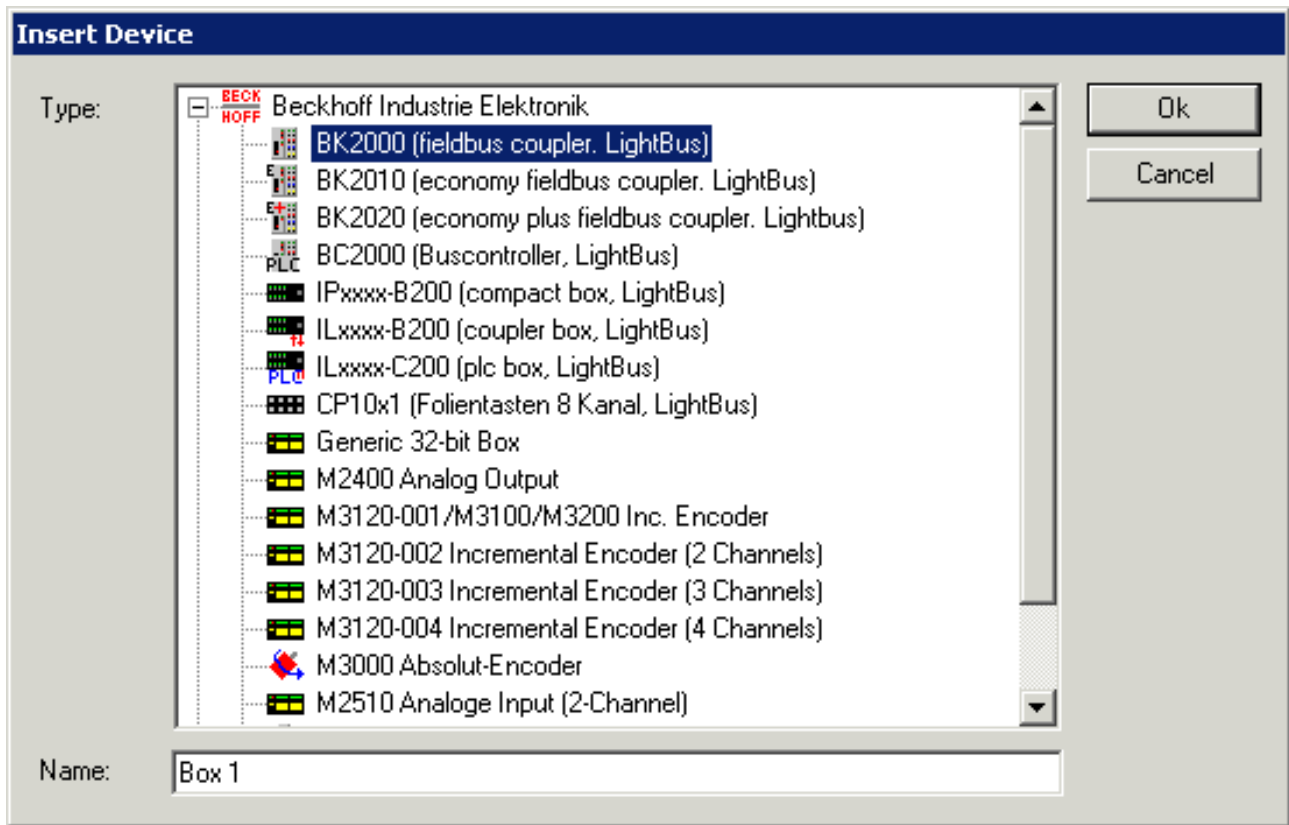 Insert Device
Type:
BECK
HOFF
Beckhoff Industrie Elektronik
Ok
BK2000 (fieldbus coupler. LightBus)
Cancel
E
BK2010 (economy fieldbus coupler. LightBus)
E+
BK2020 (economy plus fieldbus coupler. Lightbus)
PLC
BC2000 (Buscontroller, LightBus)
IPxxxx-B200 (compact box, LightBus)
ILxxxx-B200 (coupler box, LightBus)
PLC
ILxxxx-C200 (plc box, LightBus)
CP10x1 (Folientasten 8 Kanal, LightBus)
Generic 32-bit Box
M2400 Analog Output
M3120-001/M3100/M3200 Inc. Encoder
M3120-002 Incremental Encoder (2 Channels)
M3120-003 Incremental Encoder (3 Channels)
M3120-004 Incremental Encoder (4 Channels)
M3000 Absolut-Encoder
M2510 Analoge Input (2-Channel)
Name:
Box 1